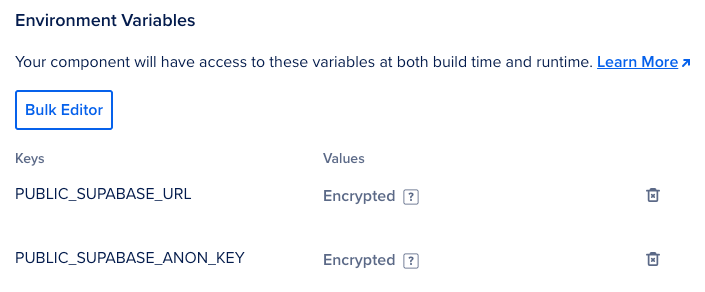 Environment Variables
Your component will have access to these variables at both build time and runtime. Learn More
Bulk Editor
Keys Values
PUBLIC_SUPABASE_URL Encrypted ?
PUBLIC_SUPABASE_ANON_KEY Encrypted ?